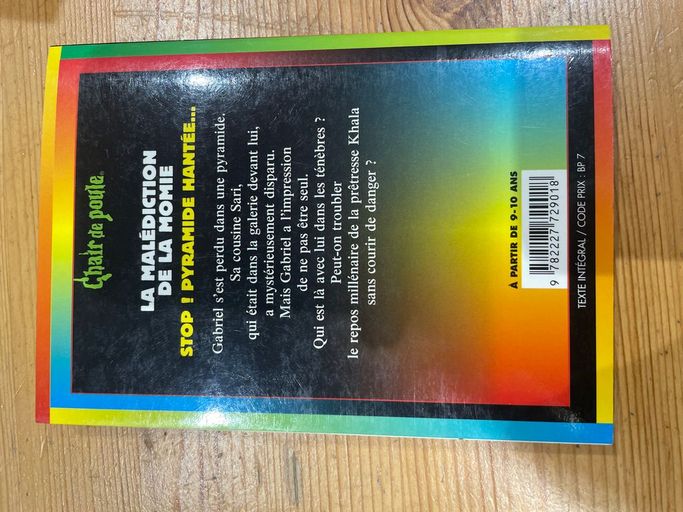 Chair de poule®
LA MALÉDICTION
DE LA MOMIE
STOP ! PYRAMIDE HANTÉE...
Gabriel s'est perdu dans une pyramide.
Sa cousine Sari,
qui était dans la galerie devant lui,
a mystérieusement disparu.
Mais Gabriel a l'impression
de ne pas être seul.
Qui est là avec lui dans les ténèbres ?
Peut-on troubler
le repos millénaire de la prêtresse Khala
sans courir de danger ?
À PARTIR DE 9-10 ANS
9 782227 729018
TEXTE INTÉGRAL / CODE PRIX : BP 7